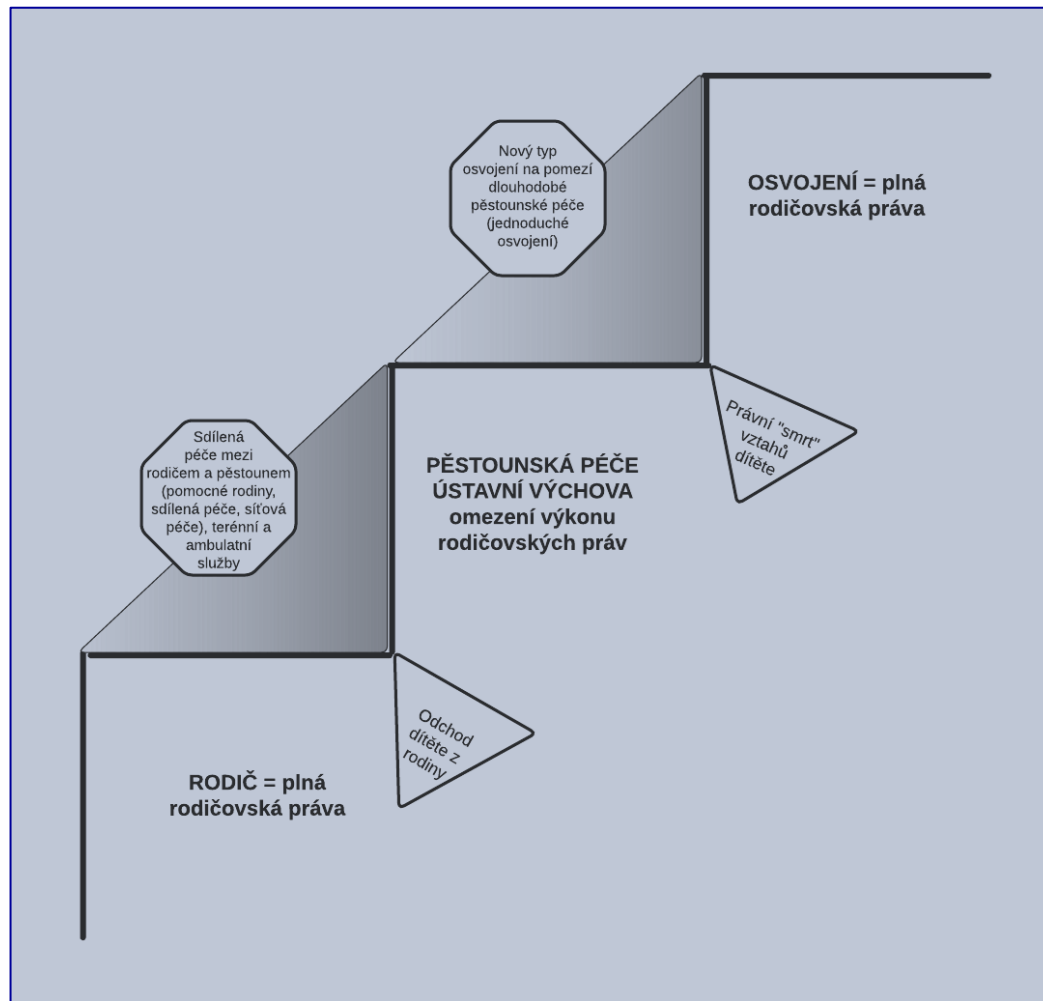 Nový typ
osvojení na pomezí
dlouhodobé
pěstounské péče
(jednoduché
osvojení)
OSVOJENÍ = plná
rodičovská práva
Právní "smrt"
vztahů
dítěte
Sdílená
péče mezi
rodičem a pěstounem
(pomocné rodiny,
sdílená péče, síťová
péče), terénní a
ambulatní
služby
PĚSTOUNSKÁ PÉČE
ÚSTAVNÍ VÝCHOVA
omezení výkonu
rodičovských práv
Odchod
dítěte z
rodiny
RODIČ = plná
rodičovská práva